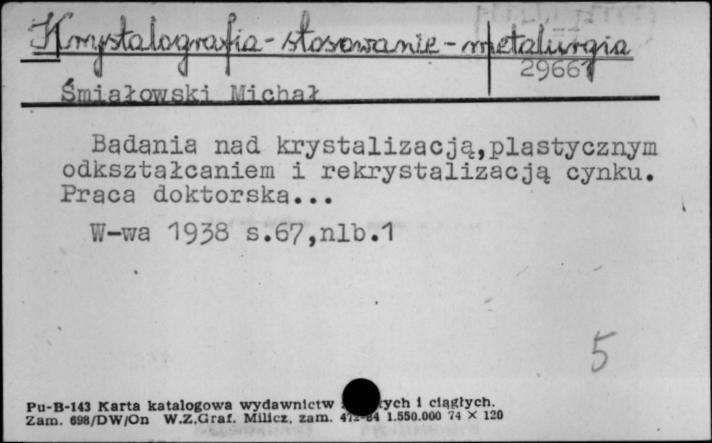 Krystalografia - stosowanie - metalurgia
29661
Śmiałowski Michał
Badania nad krystalizacją,plastycznym
odkształcaniem i rekrystalizacją cynku.
Praca doktorska...
W-wa 1938 s.67,nlb.1
5
Pu-B-143 Karta katalogowa wydawnictw i ciągłych.
Zam. 698/DW/On W.Z.Graf. Milicz, zam. 1.550.000 74 × 120